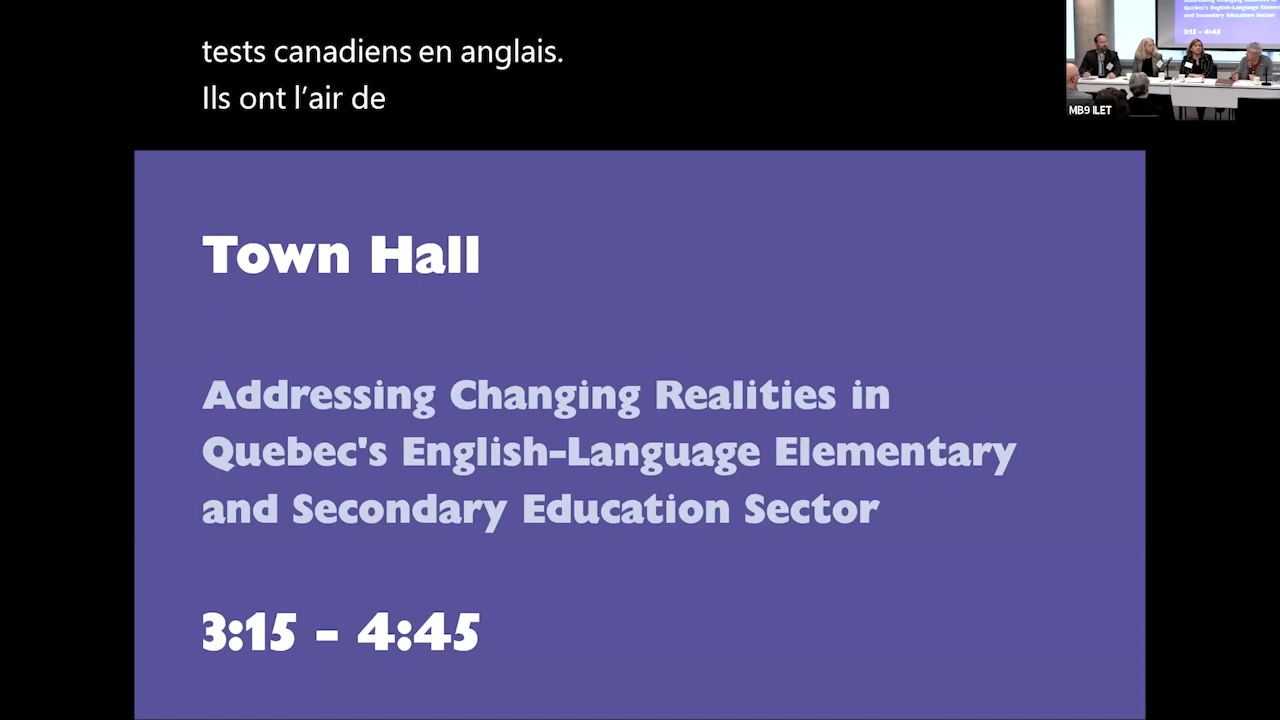 tests canadiens en anglais.
Ils ont l’air de
MB9 ILET
Town Hall
Addressing Changing Realities in
Quebec's English-Language Elementary
and Secondary Education Sector
3:15 - 4:45